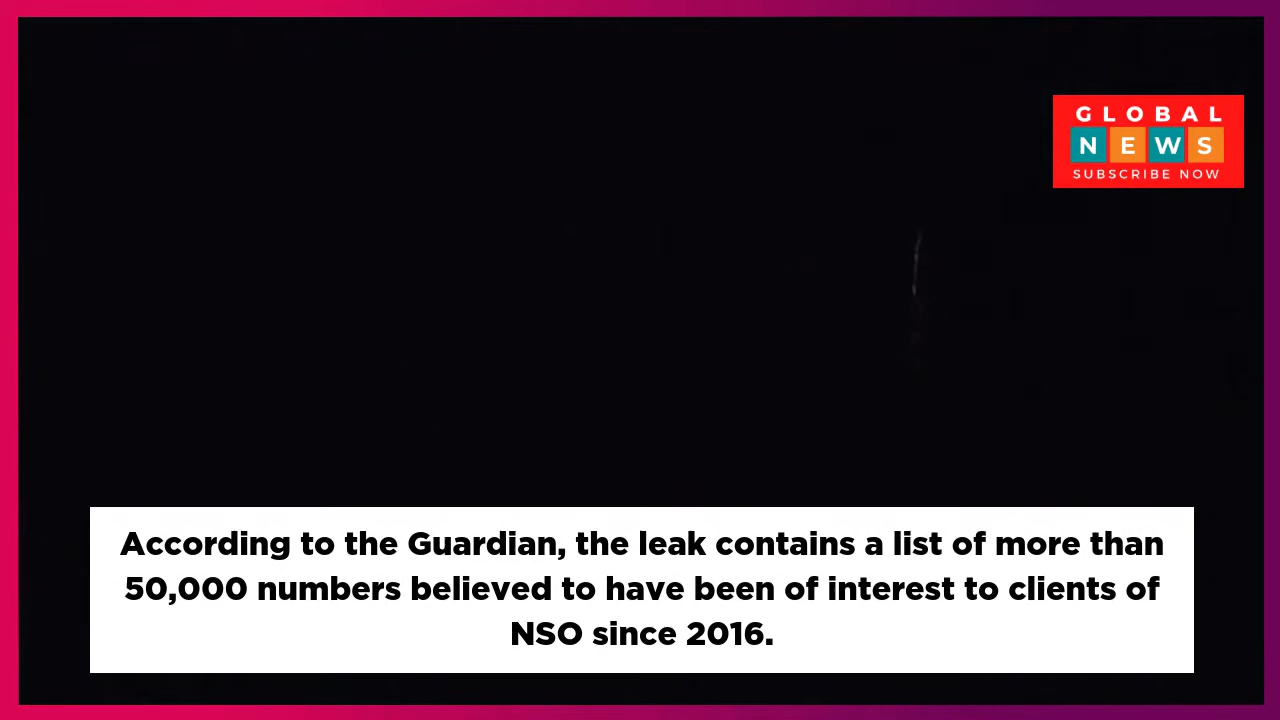 GLOBAL
NEWS
SUBSCRIBE NOW
According to the Guardian, the leak contains a list of more than
50,000 numbers believed to have been of interest to clients of
NSO since 2016.